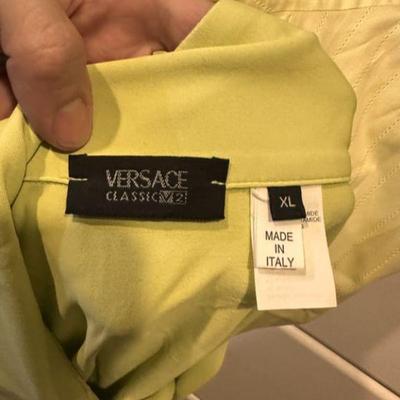 VERSACE
CLASSIC V2
XL
MADE
IN
ITALY